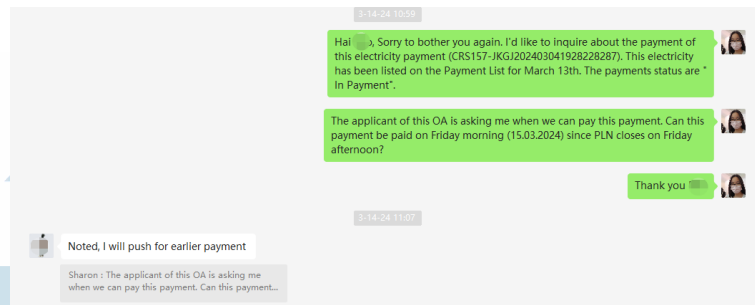 3-14-24 10:59
Hai , Sorry to bother you again. I'd like to inquire about the payment of
this electricity payment (CRS157-JKGJ202403041928228287). This electricity
has been listed on the Payment List for March 13th. The payments status are "
In Payment".
The applicant of this OA is asking me when we can pay this payment. Can this
payment be paid on Friday morning (15.03.2024) since PLN closes on Friday
afternoon?
Thank you
3-14-24 11:07
Noted, I will push for earlier payment
Sharon : The applicant of this OA is asking me
when we can pay this payment. Can this payment...